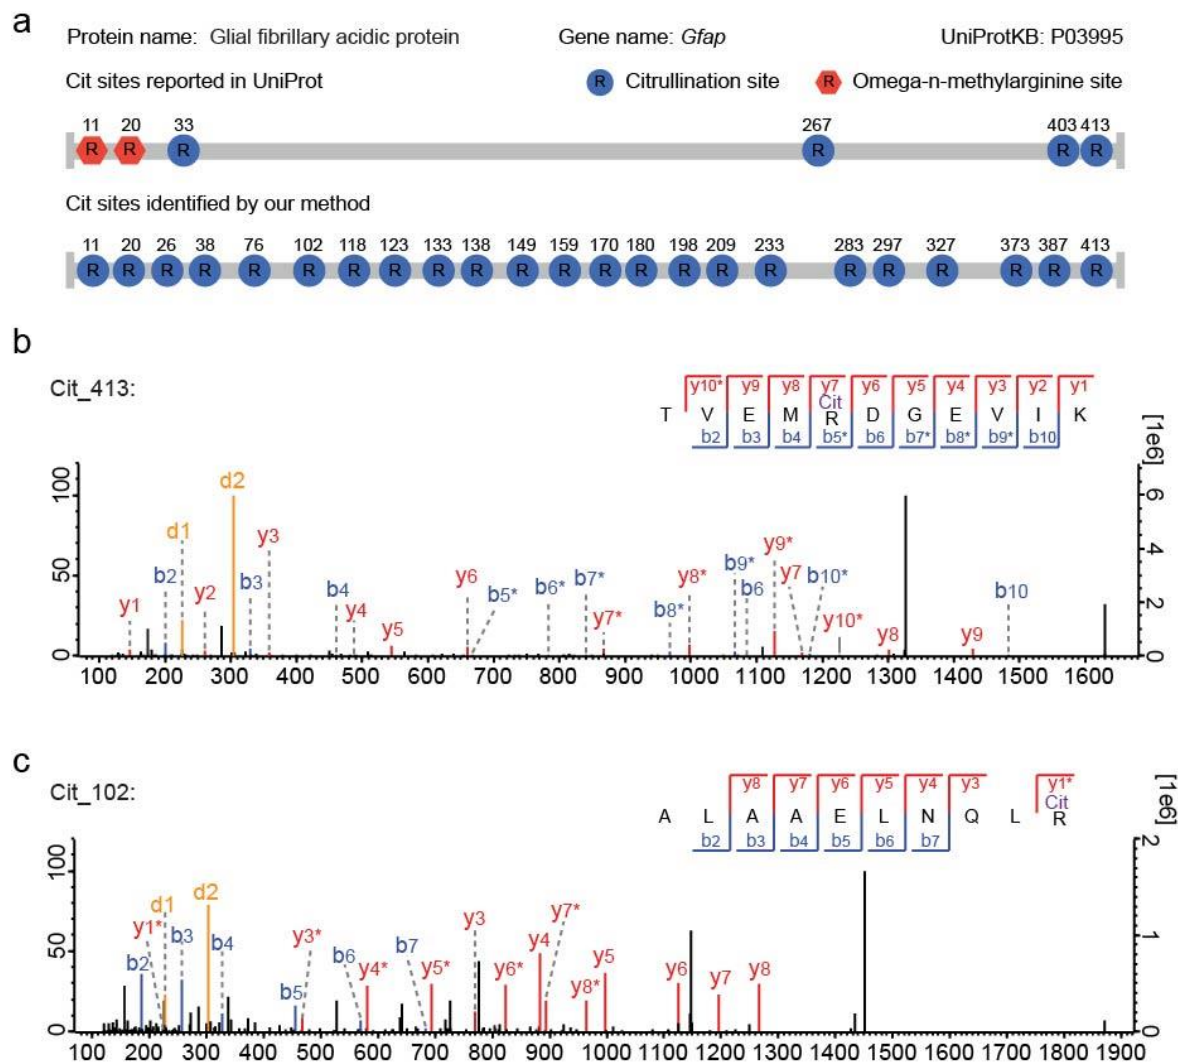 a
Protein name: Glial fibrillary acidic protein Gene name: Gfap UniProtKB: P03995
Cit sites reported in UniProt R Citrullination site R Omega-n-methylarginine site
11 20 33 267 403 413
R R R R R R
Cit sites identified by our method
11 20 26 38 76 102 118 123 133 138 149 159 170 180 198 209 233 283 297 327 373 387 413
R R R R R R R R R R R R R R R R R R R R R R R
b
Cit_413:
y10* y9 y8 y7 y6 y5 y4 y3 y2 y1
Cit
T V E M R D G E V I K
b2 b3 b4 b5* b6 b7* b8* b9* b10
[1e6]
100 50 0
6 4 2 0
y1 b2 d1 y2 d2 b3 y3 b4 y4 y5 y6 b5* b6* b7* y7* b8* y8* b9* b6 y9* y7 b10* y10* y8 y9 b10
100 200 300 400 500 600 700 800 900 1000 1100 1200 1300 1400 1500 1600
c
Cit_102:
y8 y7 y6 y5 y4 y3 y1*
Cit
A L A A E L N Q L R
b2 b3 b4 b5 b6 b7
[1e6]
100 50 0
2 1 0
b2 y1* d1 b3 d2 b4 b5 y3* b6 y4* b7 y5* y3 y6* y4 y7* y8* y5 y6 y7 y8
100 200 300 400 500 600 700 800 900 1000 1100 1200 1300 1400 1500 1600 1700 1800 1900